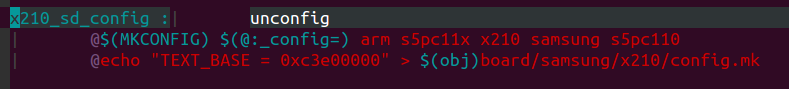 x210_sd_config :|       unconfig
|       @$(MKCONFIG) $(@:_config=) arm s5pc11x x210 samsung s5pc110
|       @echo "TEXT_BASE = 0xc3e00000" > $(obj)board/samsung/x210/config.mk